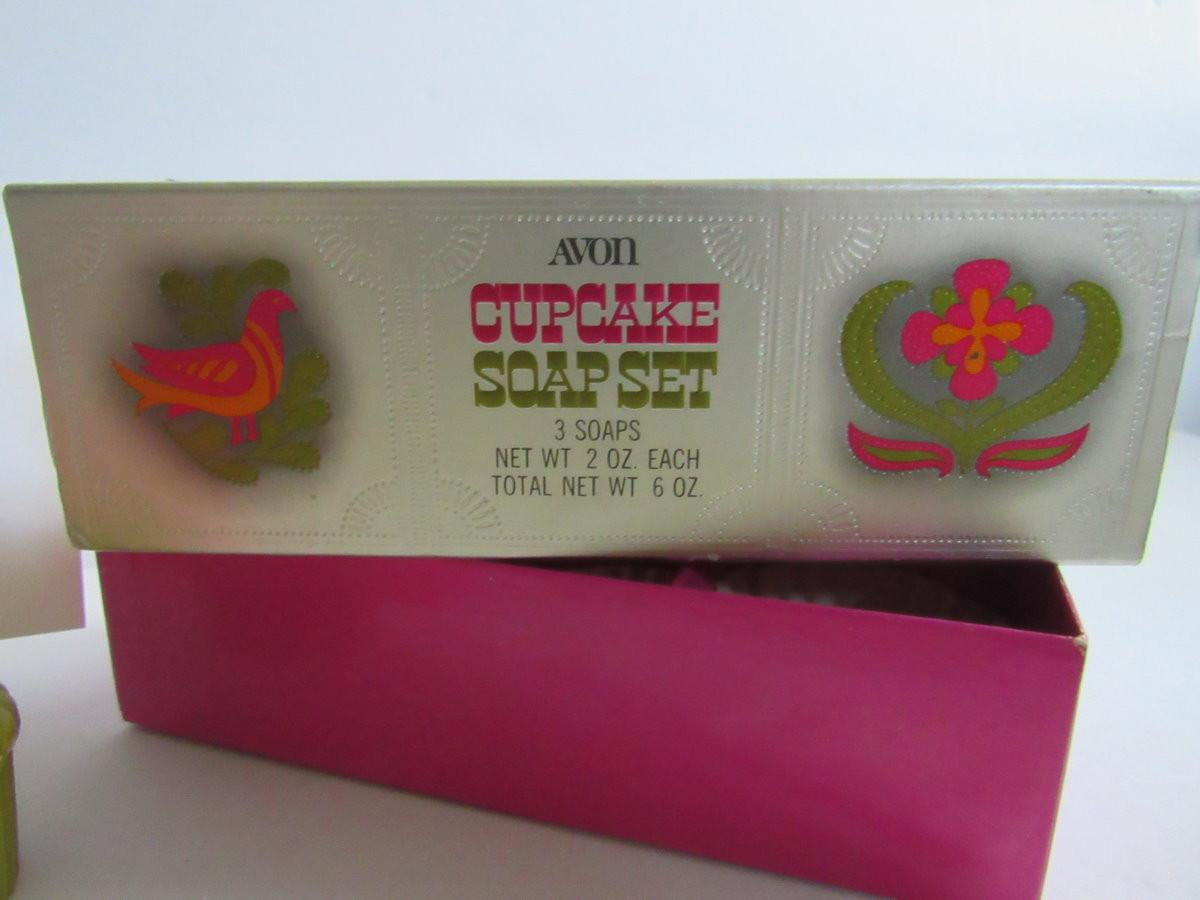 AVON
CUPCAKE
SOAP SET
3 SOAPS
NET WT 2 OZ. EACH
TOTAL NET WT 6 OZ.